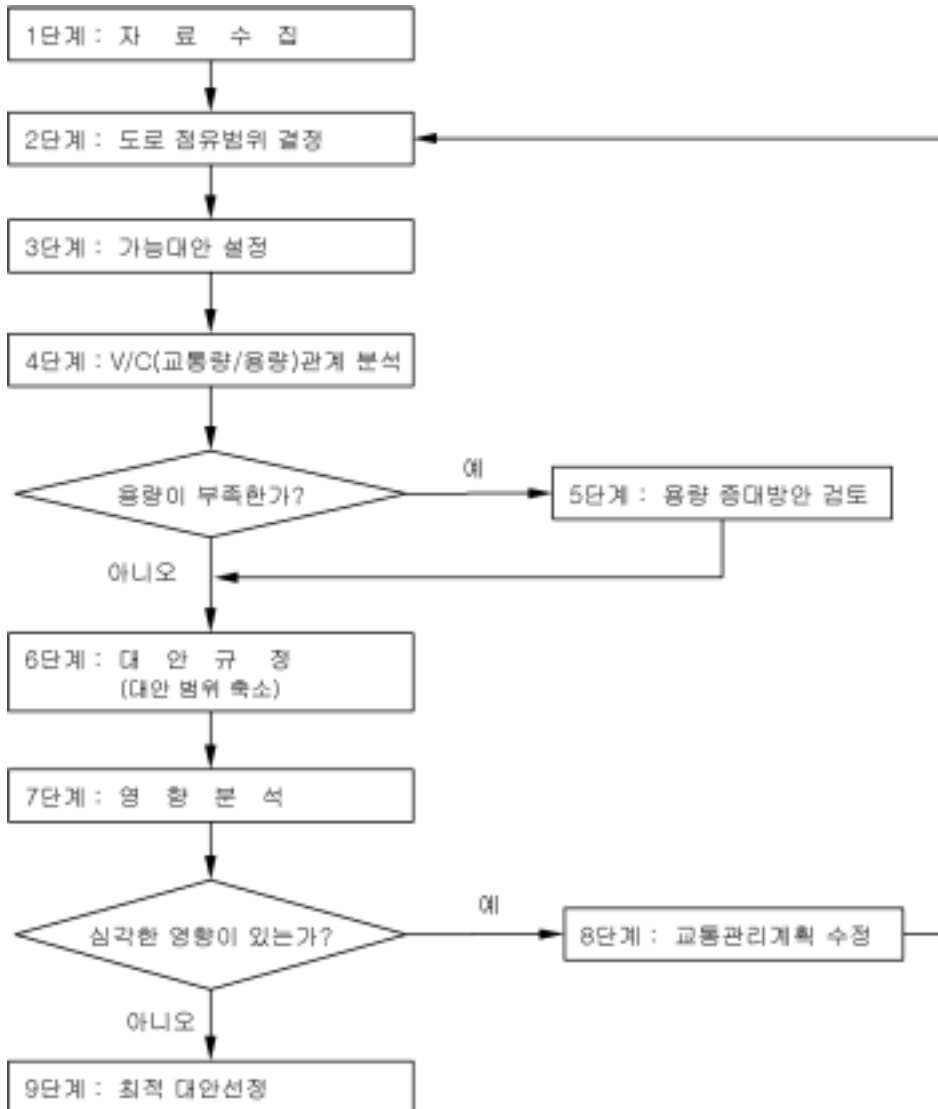 1단계 : 자 료 수 집
2단계 : 도로 점유범위 결정
3단계 : 가능대안 설정
4단계 : V/C(교통량/용량)관계 분석
용량이 부족한가?
예
5단계 : 용량 증대방안 검토
아니오
6단계 : 대 안 규 정
(대안 범위 축소)
7단계 : 영 향 분 석
심각한 영향이 있는가?
예
8단계 : 교통관리계획 수정
아니오
9단계 : 최적 대안선정